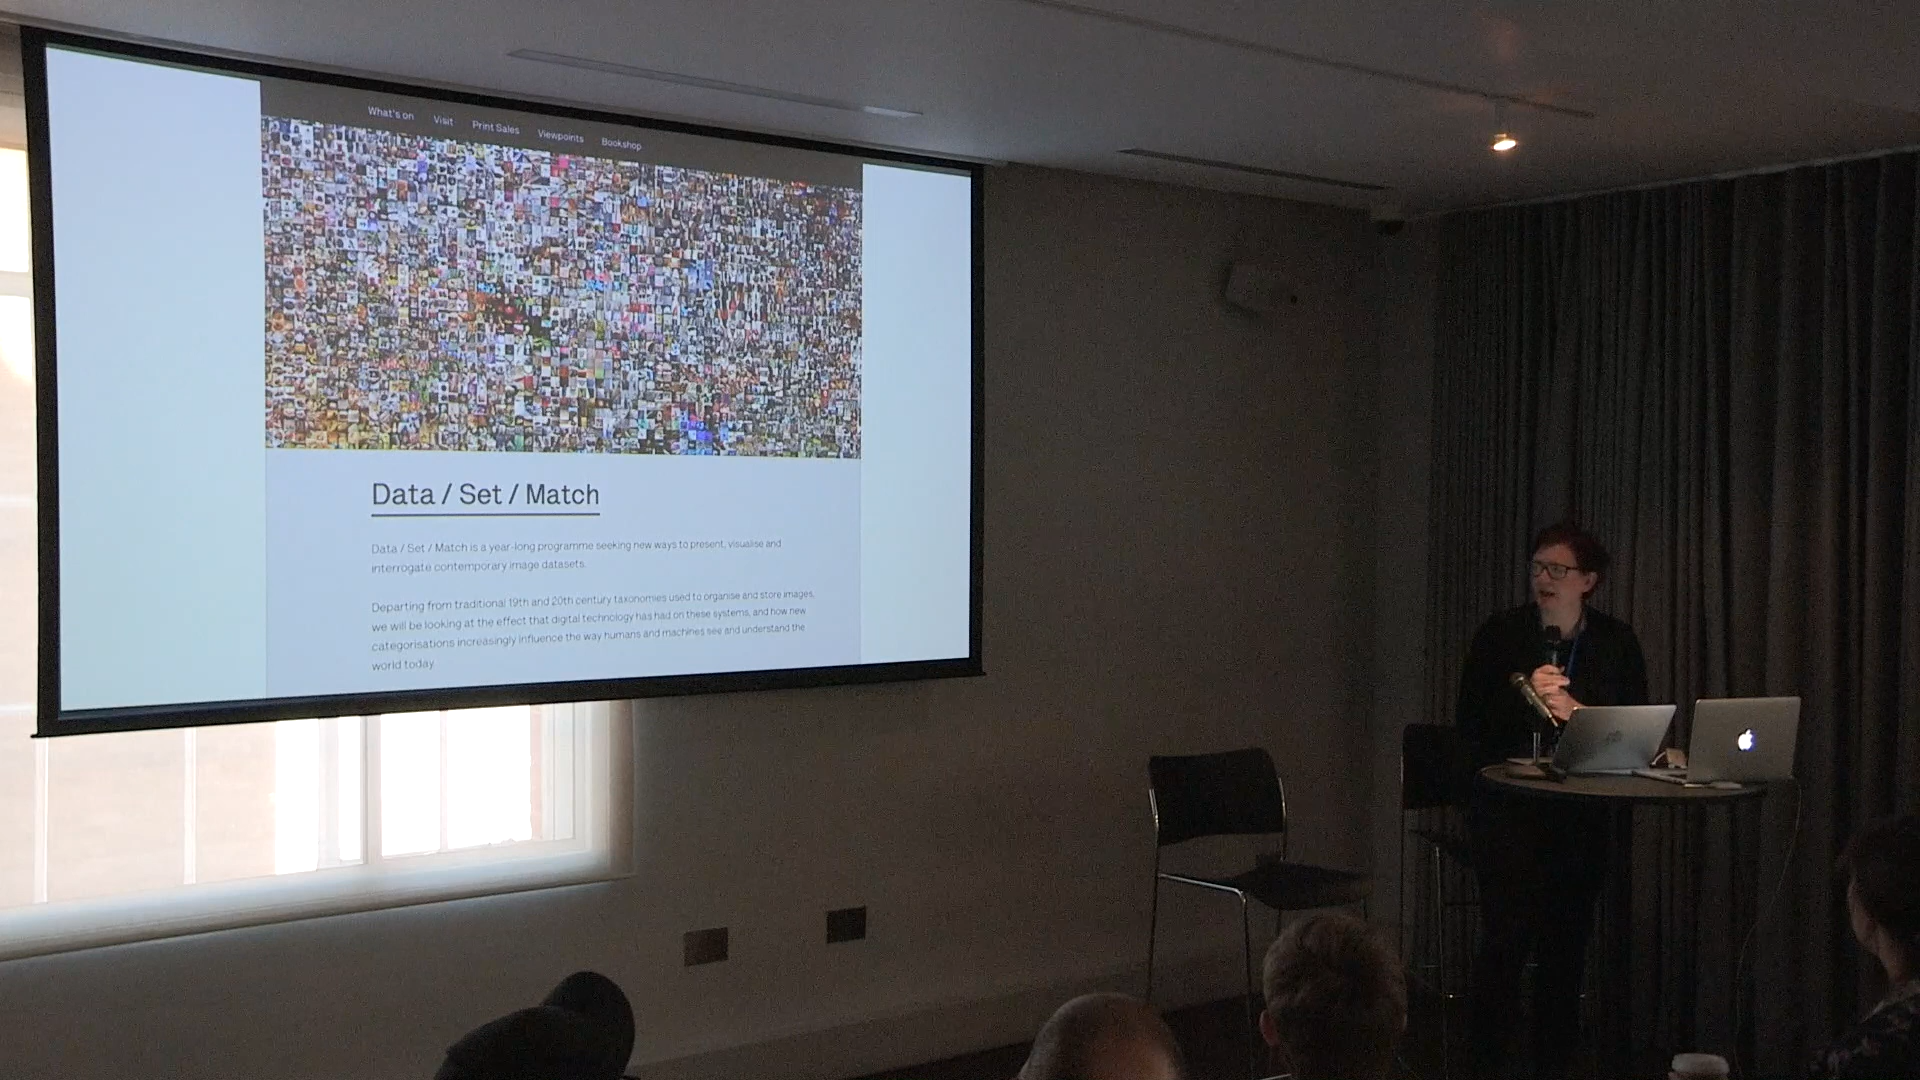 What's on Visit Print Sales Viewpoints Bookshop
Data / Set / Match
Data / Set / Match is a year-long programme seeking new ways to present, visualise and
interrogate contemporary image datasets.
Departing from traditional 19th and 20th century taxonomies used to organise and store images,
we will be looking at the effect that digital technology has had on these systems, and how new
categorisations increasingly influence the way humans and machines see and understand the
world today